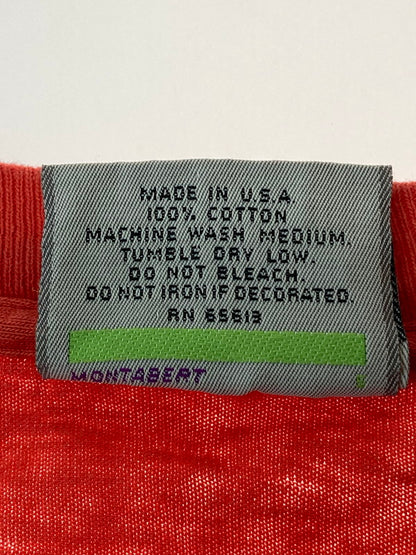 MADE IN U.S.A
100% COTTON
MACHINE WASH MEDIUM.
TUMBLE DRY LOW.
DO NOT BLEACH.
DO NOT IRON IF DECORATED.
RN 65613
MONTABERT